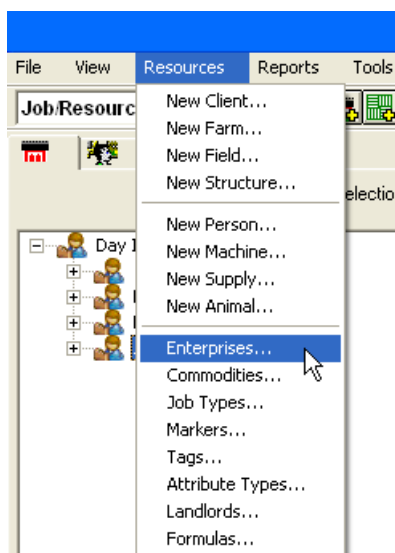 File View Resources Reports Tools
Job/Resourc
New Client...
New Farm...
New Field...
New Structure...
electio
New Person...
Day
New Machine...
New Supply...
New Animal...
Enterprises...
Commodities...
Job Types...
Markers...
Tags...
Attribute Types...
Landlords...
Formulas...